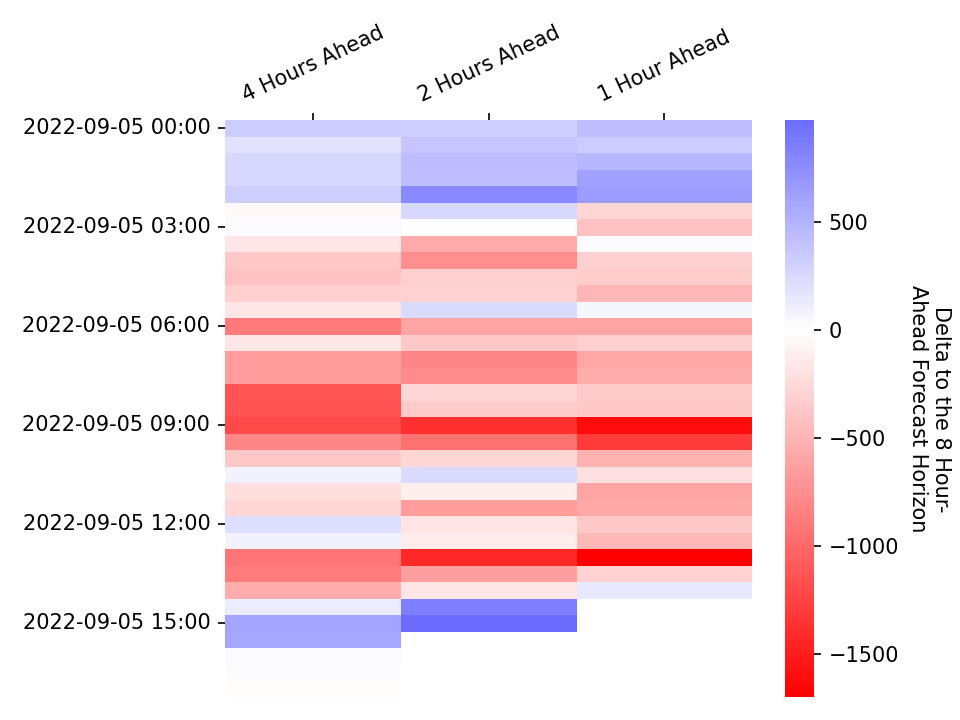 4 Hours Ahead
2 Hours Ahead
1 Hour Ahead
2022-09-05 00:00
2022-09-05 03:00
2022-09-05 06:00
2022-09-05 09:00
2022-09-05 12:00
2022-09-05 15:00
500
0
−500
−1000
−1500
Delta to the 8 Hour-
Ahead Forecast Horizon